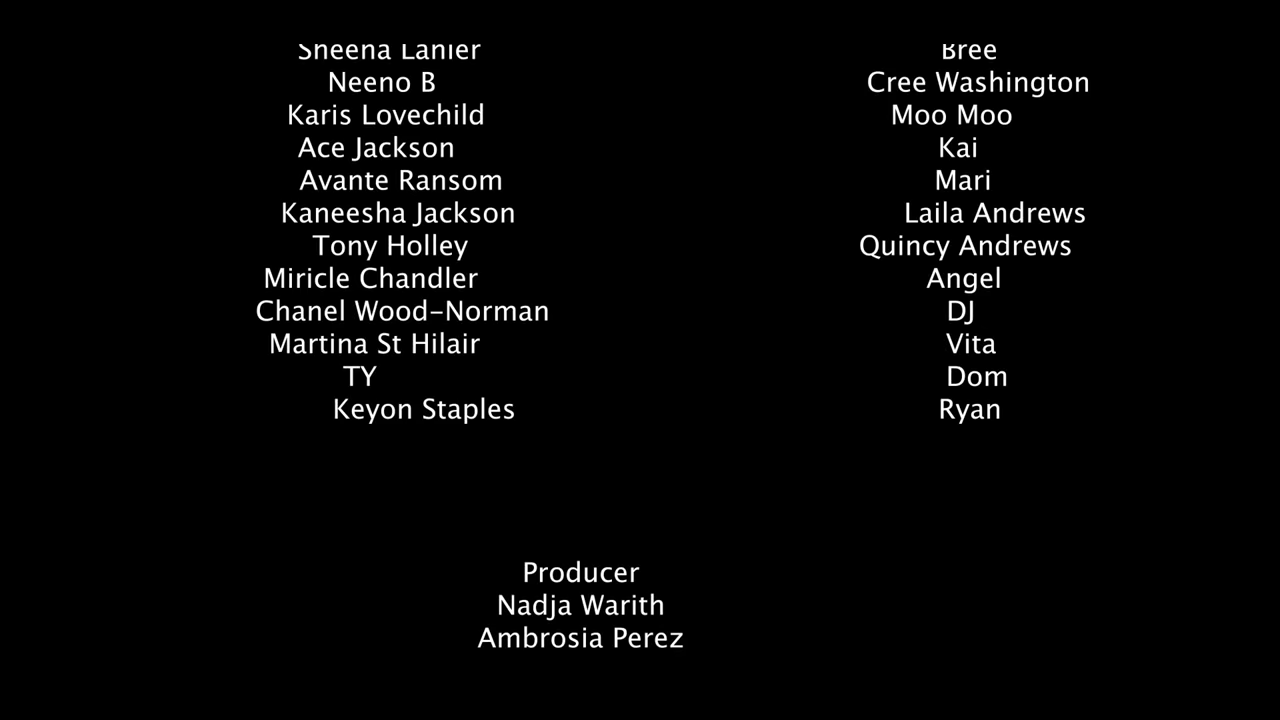 Sheena Lanier Bree
Neeno B Cree Washington
Karis Lovechild Moo Moo
Ace Jackson Kai
Avante Ransom Mari
Kaneesha Jackson Laila Andrews
Tony Holley Quincy Andrews
Miricle Chandler Angel
Chanel Wood-Norman DJ
Martina St Hilair Vita
TY Dom
Keyon Staples Ryan
Producer
Nadja Warith
Ambrosia Perez